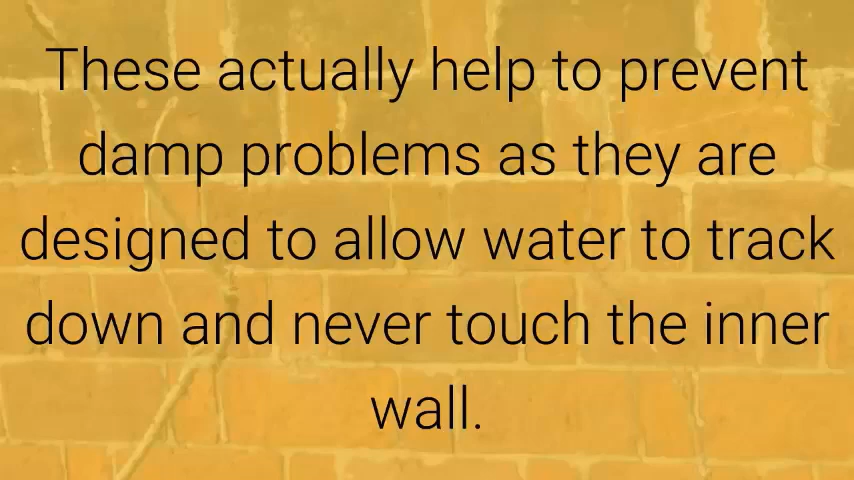 These actually help to prevent
damp problems as they are
designed to allow water to track
down and never touch the inner
wall.